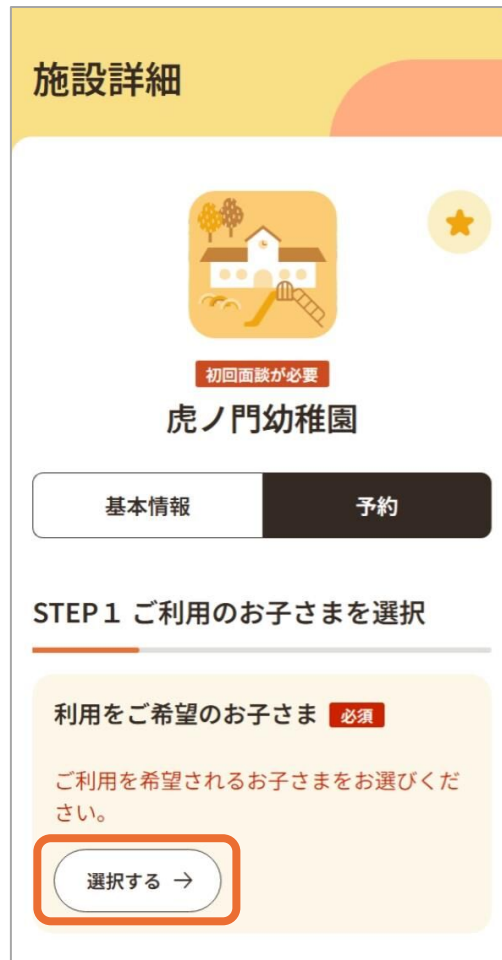 施設詳細
初回面談が必要
虎ノ門幼稚園
基本情報
予約
STEP１ ご利用のお子さまを選択
利用をご希望のお子さま 必須
ご利用を希望されるお子さまをお選びくだ
さい。
選択する →